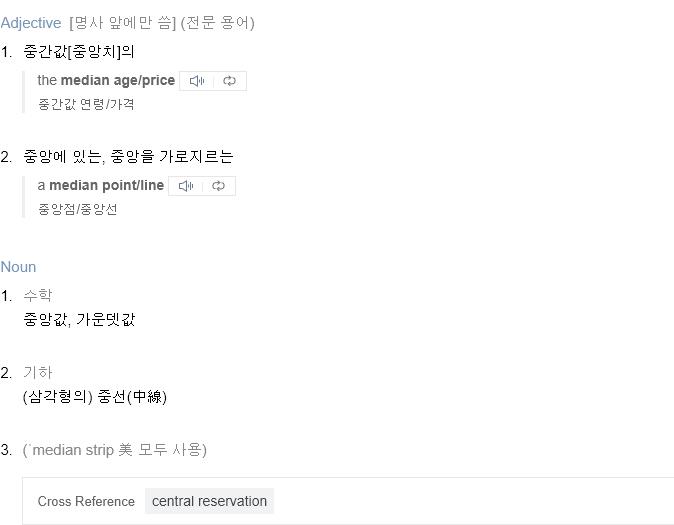 Adjective [명사 앞에만 씀] (전문 용어)
1. 중간값[중앙치]의
the median age/price
중간값 연령/가격
2. 중앙에 있는, 중앙을 가로지르는
a median point/line
중앙점/중앙선
Noun
1. 수학
중앙값, 가운뎃값
2. 기하
(삼각형의) 중선(中線)
3. (ˈmedian strip 美 모두 사용)
Cross Reference central reservation